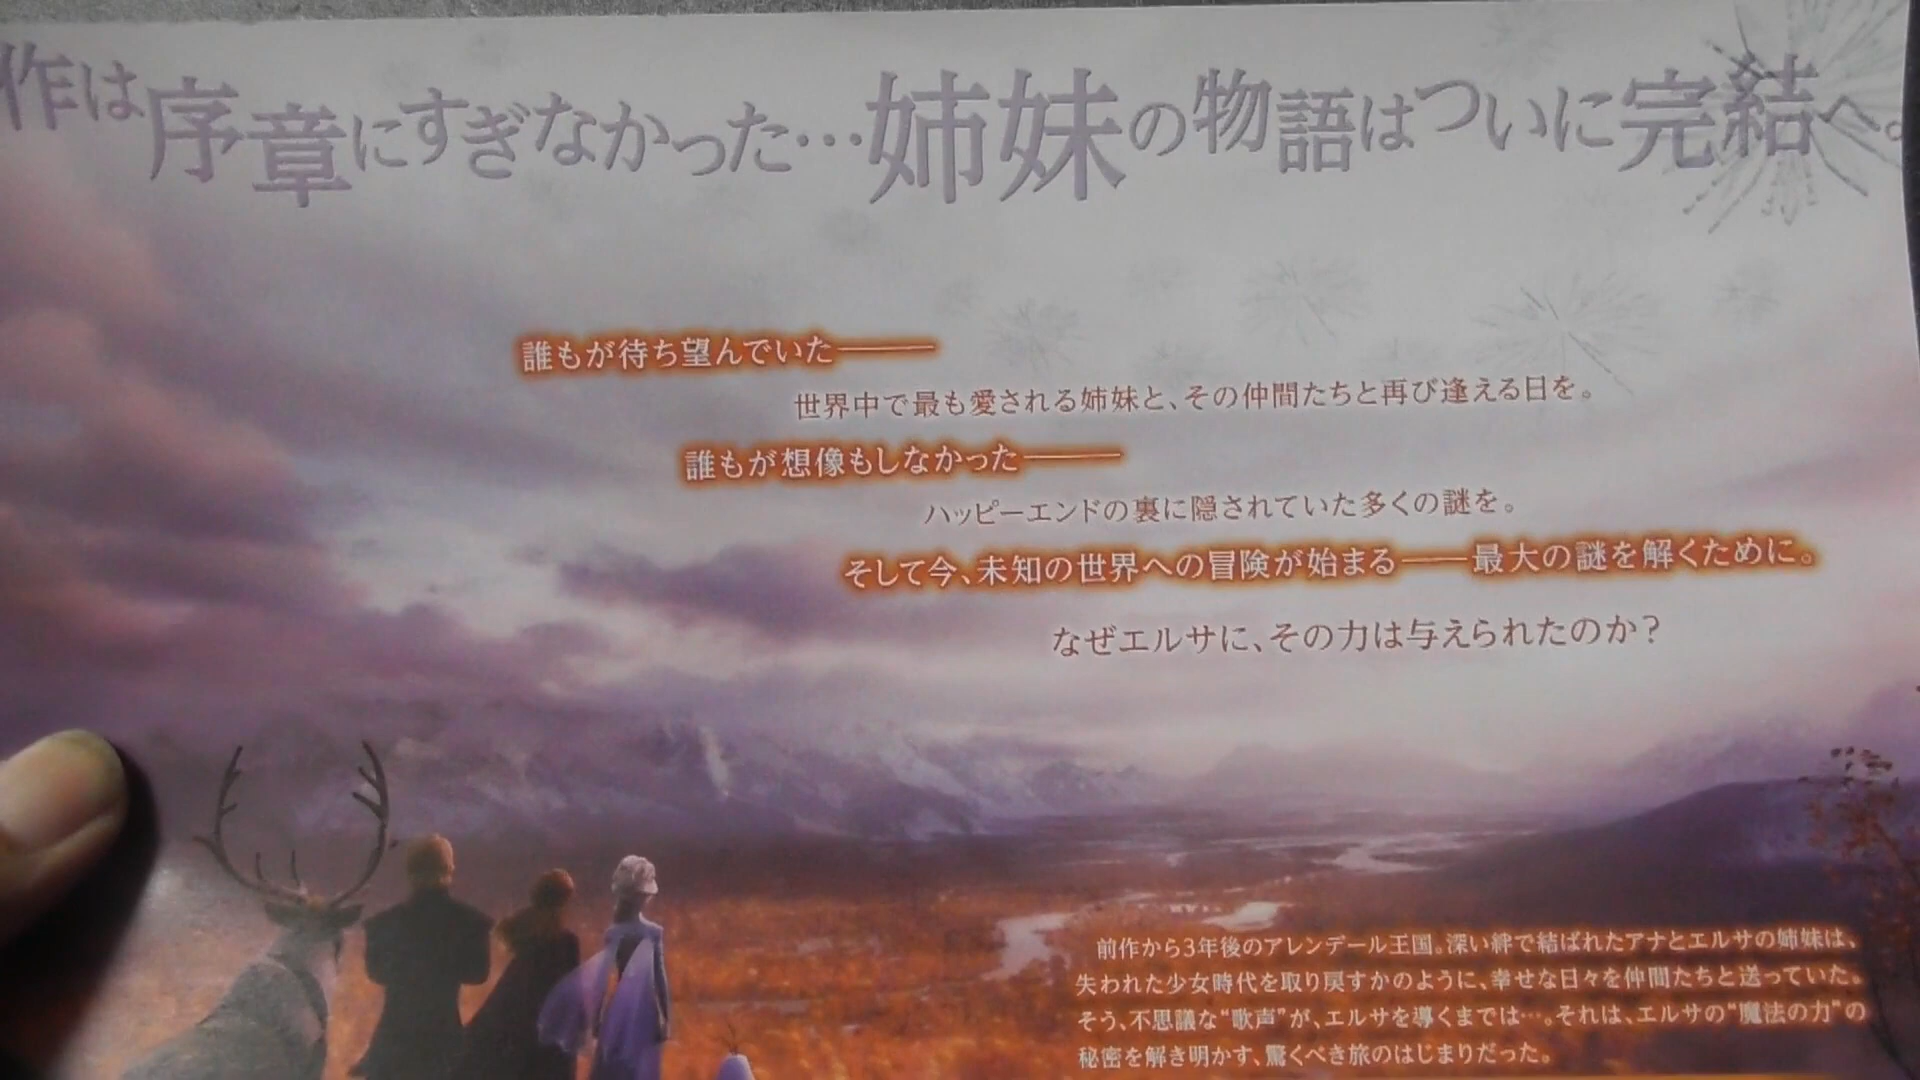 作は序章にすぎなかった…姉妹の物語はついに完結へ。
誰もが待ち望んでいた――
世界中で最も愛される姉妹と、その仲間たちと再び逢える日を。
誰もが想像もしなかった――
ハッピーエンドの裏に隠されていた多くの謎を。
そして今、未知の世界への冒険が始まる――最大の謎を解くために。
なぜエルサに、その力は与えられたのか？
前作から3年後のアレンデール王国。深い絆で結ばれたアナとエルサの姉妹は、
失われた少女時代を取り戻すかのように、幸せな日々を仲間たちと送っていた。
そう、不思議な“歌声”が、エルサを導くまでは…。それは、エルサの“魔法の力”の
秘密を解き明かす、驚くべき旅のはじまりだった。